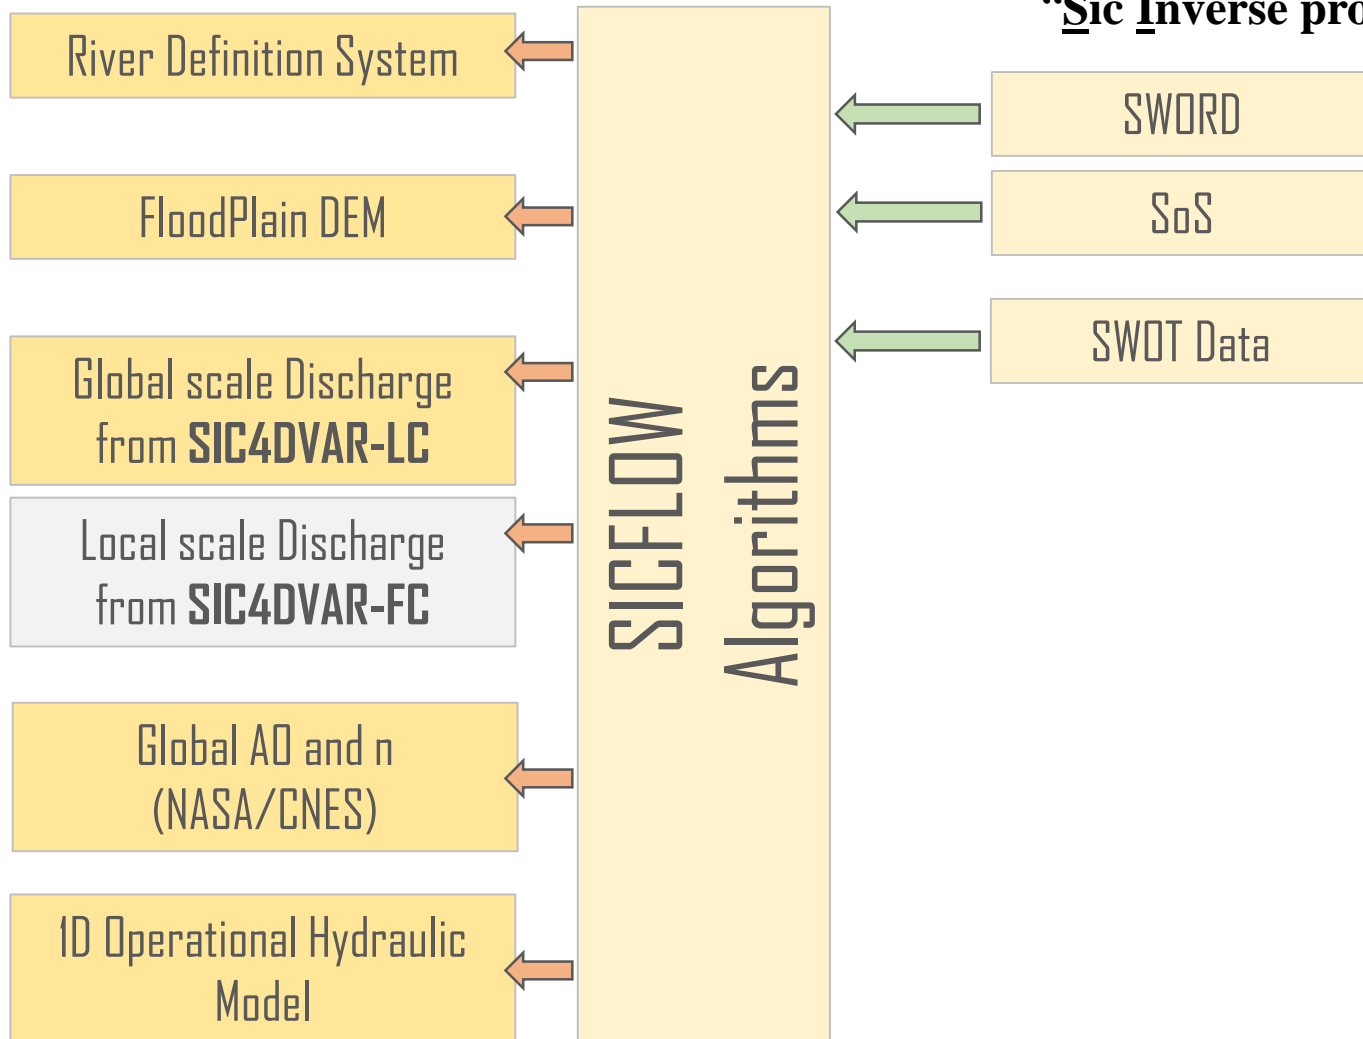 “Sic Inverse pro
River Definition System
FloodPlain DEM
Global scale Discharge
from SIC4DVAR-LC
Local scale Discharge
from SIC4DVAR-FC
Global A0 and n
(NASA/CNES)
1D Operational Hydraulic
Model
SICFLOW
Algorithms
SWORD
SoS
SWOT Data